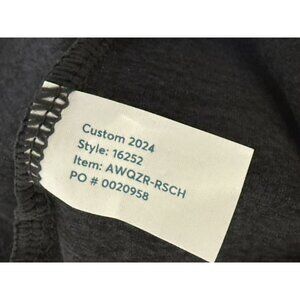 Custom 2024
Style: 16252
Item: AWQZR-RSCH
PO # 0020958